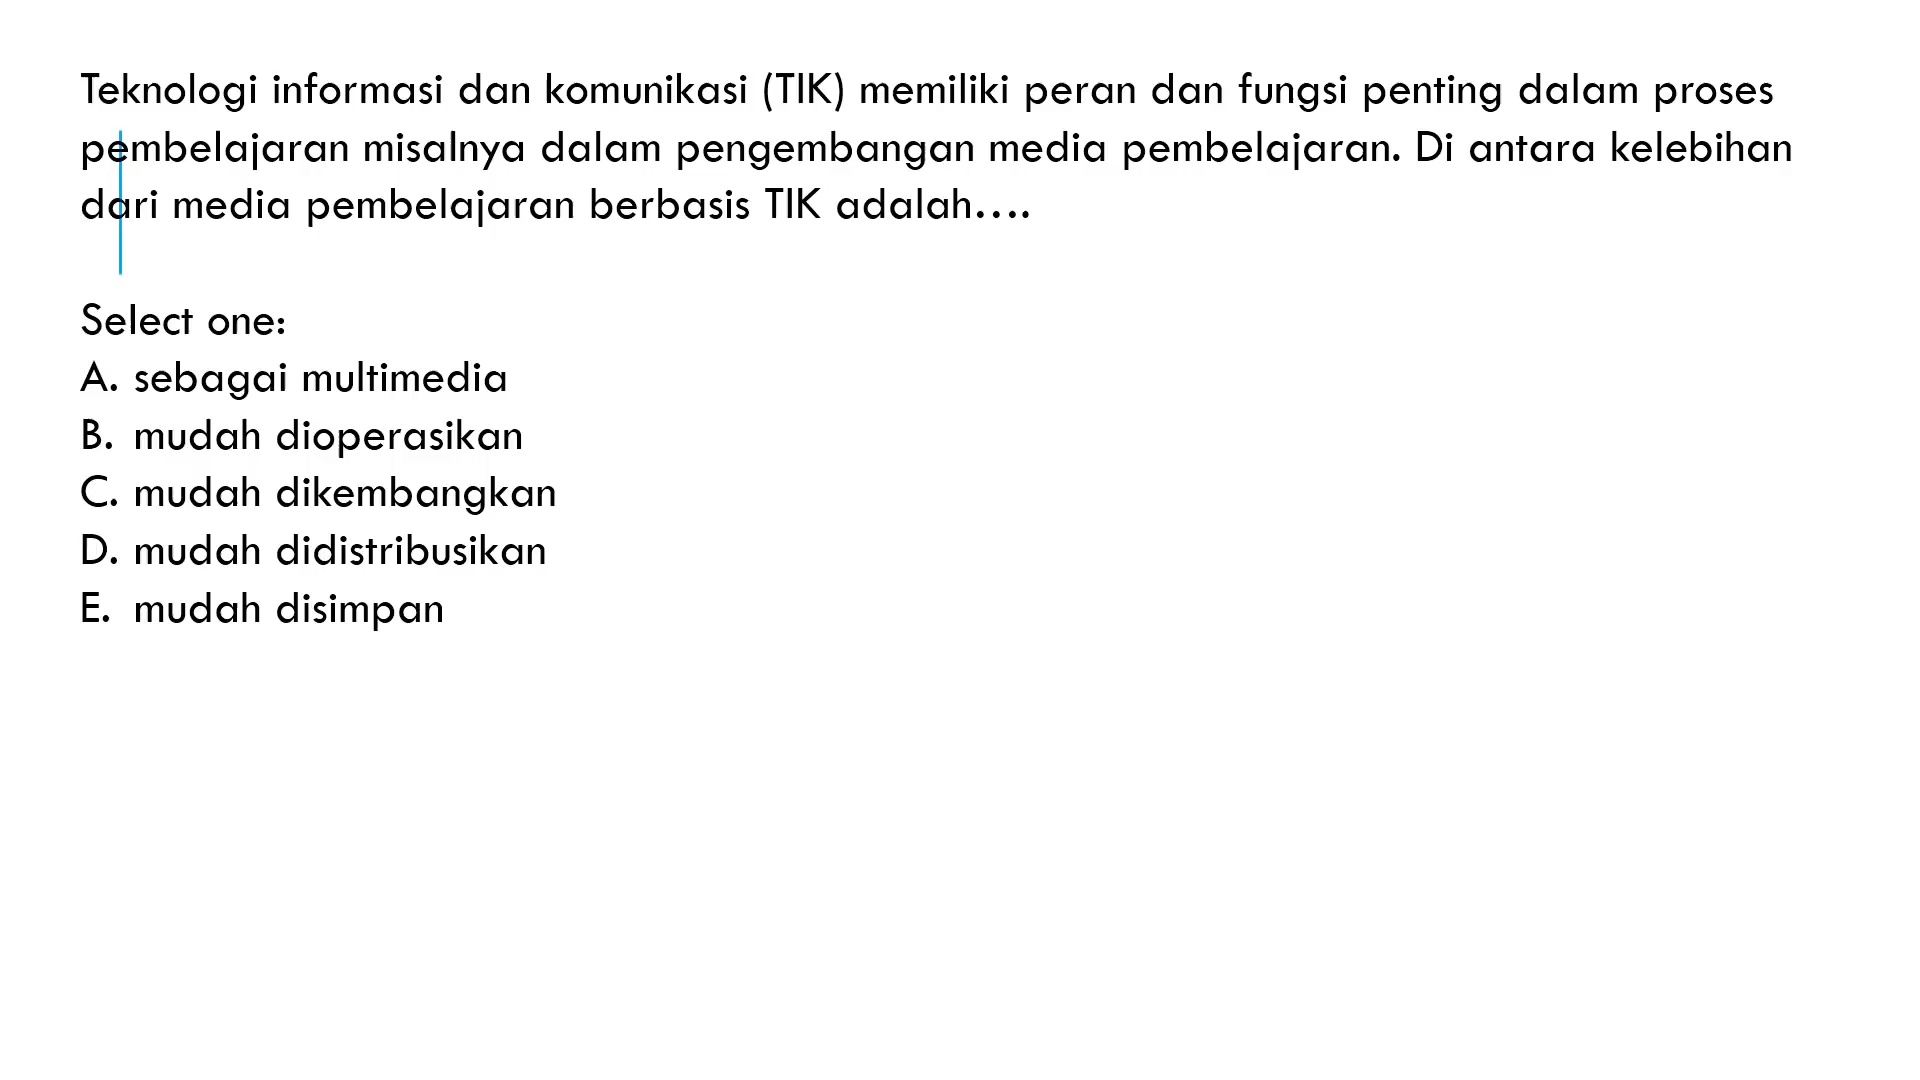 Teknologi informasi dan komunikasi (TIK) memiliki peran dan fungsi penting dalam proses
pembelajaran misalnya dalam pengembangan media pembelajaran. Di antara kelebihan
dari media pembelajaran berbasis TIK adalah….
Select one:
A. sebagai multimedia
B. mudah dioperasikan
C. mudah dikembangkan
D. mudah didistribusikan
E. mudah disimpan